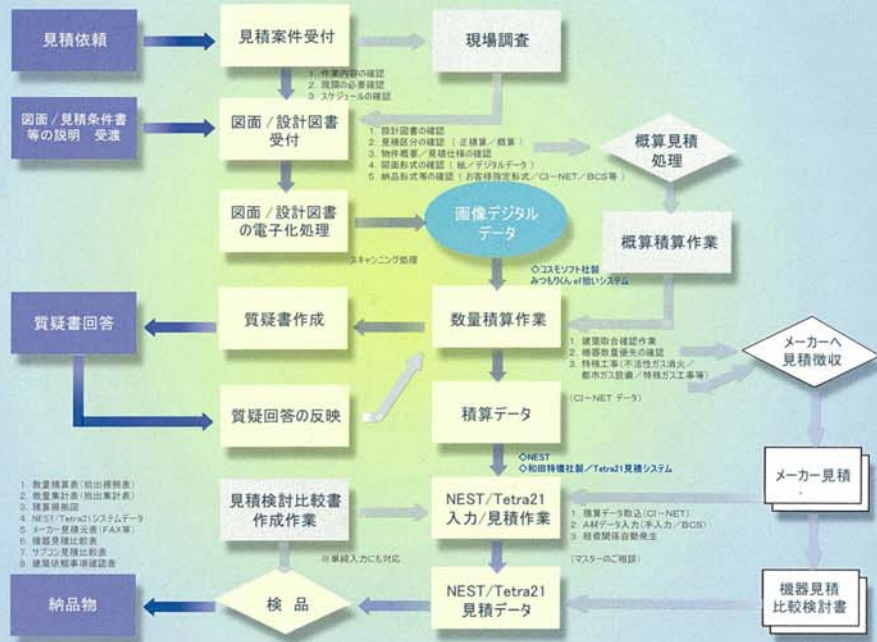 見積依頼
見積案件受付
現場調査
1. 作業内容の確認
2. 現調の必要確認
3. スケジュールの確認
図面/見積条件書
等の説明 受渡
図面/設計図書
受付
1. 設計図書の確認
2. 見積区分の確認(正積算/概算)
3. 物件概要/見積仕様の確認
4. 図面形式の確認(紙/デジタルデータ)
5. 納品形式等の確認(お客様指定形式/CI-NET/BCS等)
概算見積
処理
図面/設計図書
の電子化処理
スキャンニング処理
画像デジタル
データ
概算積算作業
◇コスモソフト社製
みつもりくんef拾いシステム
質疑書回答
質疑書作成
数量積算作業
1. 建築取合確認作業
2. 機器数量優先の確認
3. 特殊工事(不活性ガス消火/
都市ガス設備/特殊ガス工事等)
メーカーへ
見積徴収
質疑回答の反映
積算データ
(CI-NET データ)
◇NEST
◇和田特機社製/Tetra21見積システム
メーカー見積
1. 数量積算表(拾出根拠表)
2. 数量集計表(拾出集計表)
3. 積算根拠図
4. NEST/Tetra21システムデータ
5. メーカー見積元表(FAX等)
6. 機器見積比較表
7. サブコン見積比較表
8. 建築依頼事項確認表
見積検討比較書
作成作業
NEST/Tetra21
入力/見積作業
1. 積算データ取込(CI-NET)
2. A材データ入力(手入力/BCS)
3. 経費関係自動発生
※単純入力にも対応
(マスターのご相談)
納品物
検 品
NEST/Tetra21
見積データ
機器見積
比較検討書